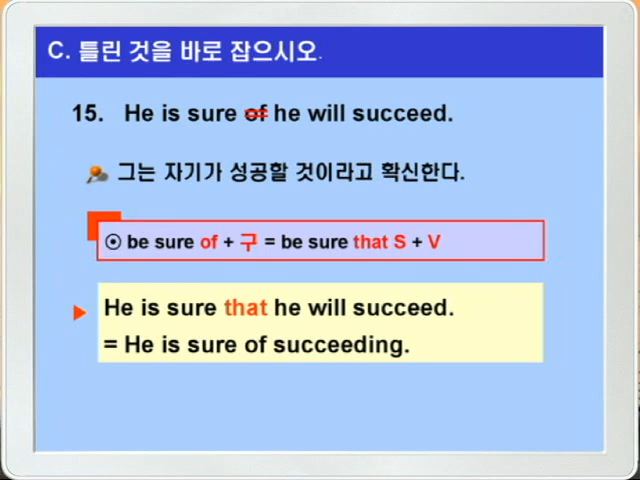 C. 틀린 것을 바로 잡으시오.
15. He is sure of he will succeed.
그는 자기가 성공할 것이라고 확신한다.
⊙ be sure of + 구 = be sure that S + V
He is sure that he will succeed.
= He is sure of succeeding.